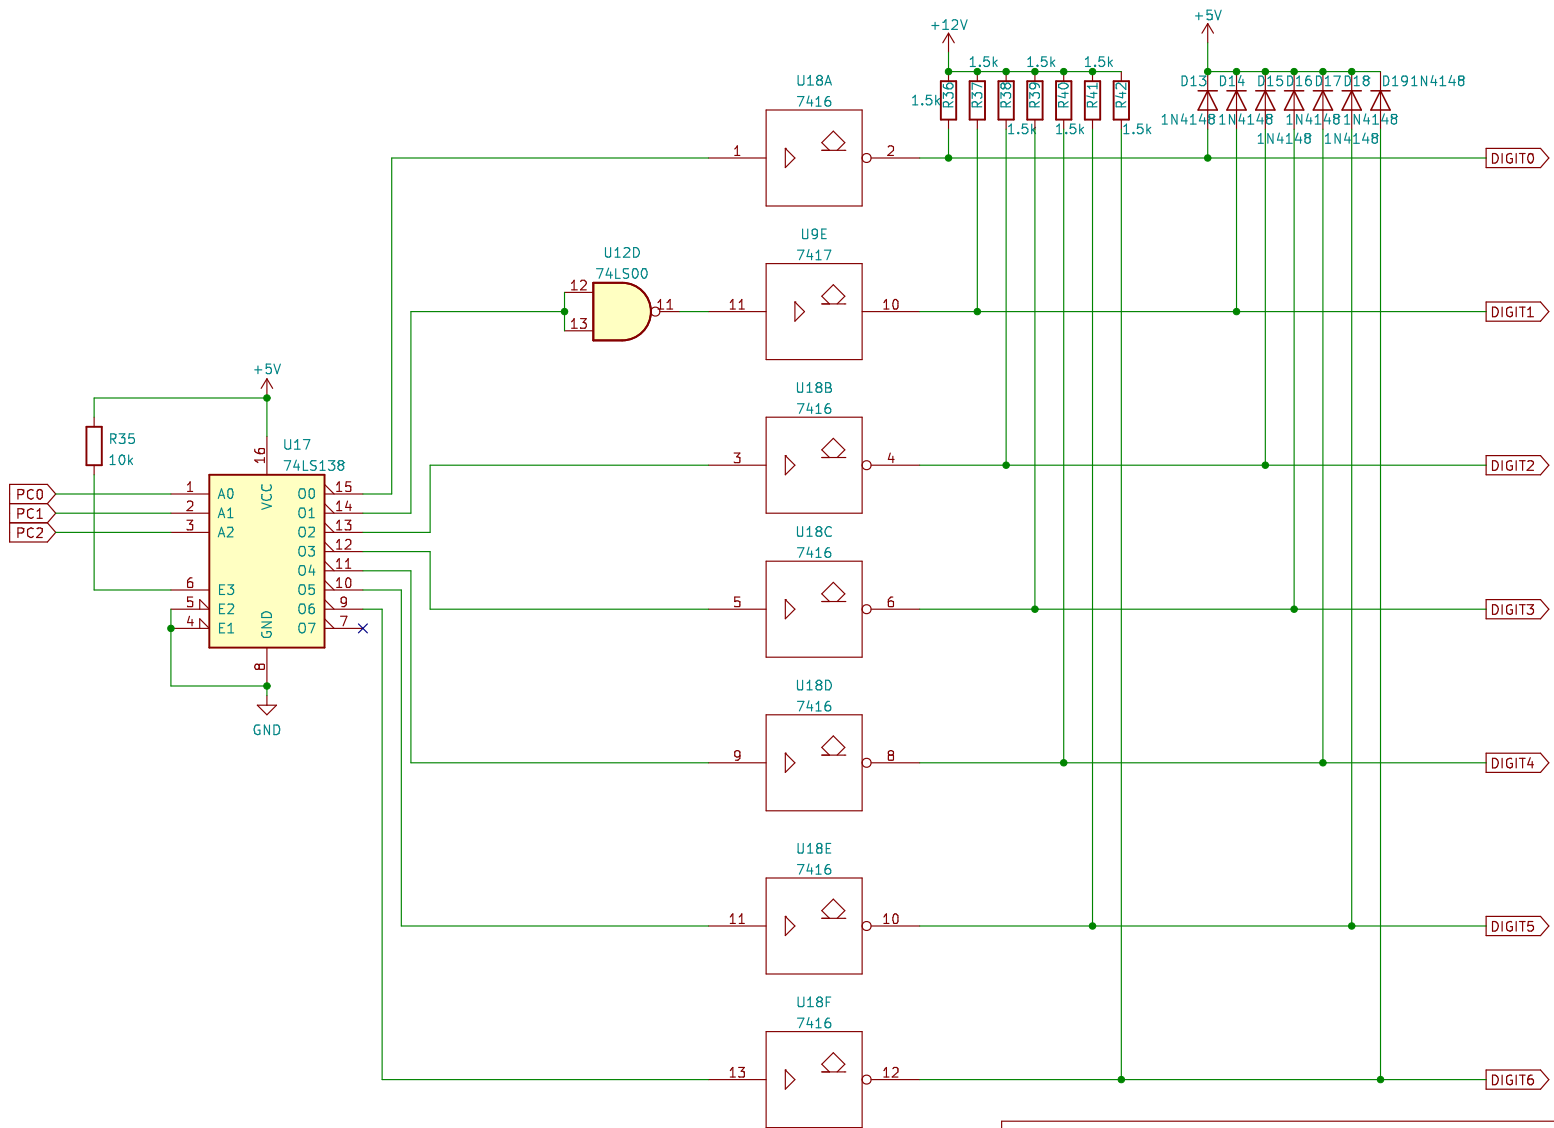 +12V
+5V
1.5k 1.5k 1.5k
U18A
7416
D13 D14 D15 D16 D17 D18 D19 1N4148
1.5k R36 R37 R38 R39 R40 R41 R42
1N4148 1N4148 1N4148 1N4148
1.5k 1.5k 1.5k
1N4148 1N4148
1 2 DIGIT0
U9E
7417
U12D
74LS00
12
11 11 10 DIGIT1
13
+5V
U18B
7416
R35
10k
U17
74LS138
16
3 4 DIGIT2
VCC
PC0 1 A0 O0 15
PC1 2 A1 O1 14
PC2 3 A2 O2 13
O3 12
O4 11
6 E3 O5 10
5 E2 O6 9
4 E1 O7 7
GND
8
GND
U18C
7416
5 6 DIGIT3
U18D
7416
9 8 DIGIT4
U18E
7416
11 10 DIGIT5
U18F
7416
13 12 DIGIT6